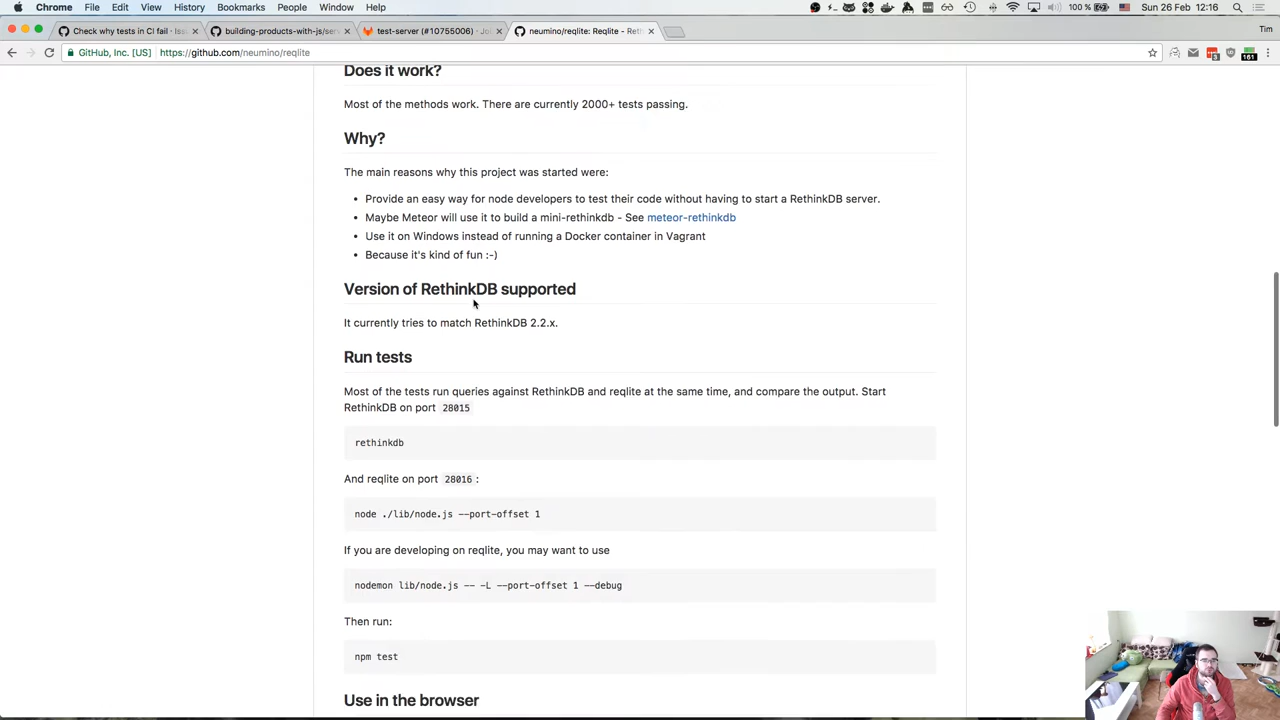 Chrome File Edit View History Bookmarks People Window Help 100 % Sun 26 Feb 12:16
Check why tests in CI fail · Iss
building-products-with-js/serv
test-server (#10755006) · Jo
neumino/reqlite: Reqlite - Ret
Tim
GitHub, Inc. [US] https://github.com/neumino/reqlite
3
161
Does it work?
Most of the methods work. There are currently 2000+ tests passing.
Why?
The main reasons why this project was started were:
• Provide an easy way for node developers to test their code without having to start a RethinkDB server.
• Maybe Meteor will use it to build a mini-rethinkdb - See meteor-rethinkdb
• Use it on Windows instead of running a Docker container in Vagrant
• Because it's kind of fun :-)
Version of RethinkDB supported
It currently tries to match RethinkDB 2.2.x.
Run tests
Most of the tests run queries against RethinkDB and reqlite at the same time, and compare the output. Start
RethinkDB on port 28015
rethinkdb
And reqlite on port 28016 :
node ./lib/node.js --port-offset 1
If you are developing on reqlite, you may want to use
nodemon lib/node.js -- -L --port-offset 1 --debug
Then run:
npm test
Use in the browser